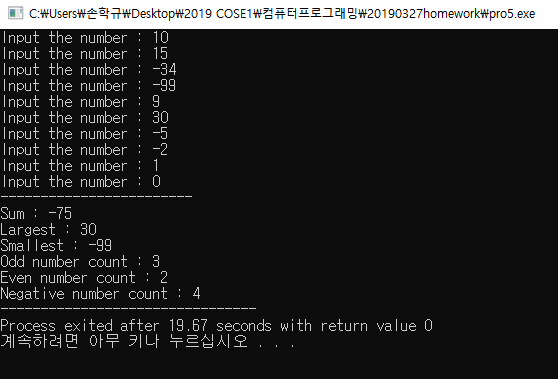 C:₩Users₩손학규₩Desktop₩2019 COSE1₩컴퓨터프로그래밍₩20190327homework₩pro5.exe
Input the number : 10
Input the number : 15
Input the number : -34
Input the number : -99
Input the number : 9
Input the number : 30
Input the number : -5
Input the number : -2
Input the number : 1
Input the number : 0
------------------------
Sum : -75
Largest : 30
Smallest : -99
Odd number count : 3
Even number count : 2
Negative number count : 4
--------------------------------
Process exited after 19.67 seconds with return value 0
계속하려면 아무 키나 누르십시오 . . .